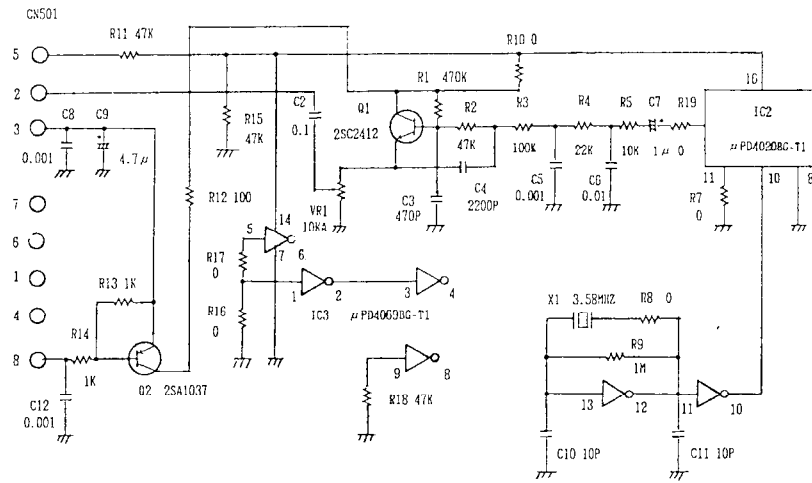 CN501
R11 47K
5
R10 0
2
R1 470K
3
C8
C9
0.001
4.7μ
R15
47K
C2
0.1
Q1
2SC2412
R2
47K
R3
100K
R4
22K
R5
10K
C7
1μ
R19
0
16
IC2
μPD4020BG-T1
11
10
8
R7
0
R12 100
VR1
10KA
C3
470P
C4
2200P
C5
0.001
C6
0.01
7
6
1
4
8
R13 1K
R14
1K
Q2
2SA1037
C12
0.001
5
14
7
6
R17
0
R16
0
1
2
3
4
IC3
μPD4069BG-T1
9
8
R18 47K
X1
3.58MHZ
R8 0
R9
1M
13
12
11
10
C10 10P
C11 10P